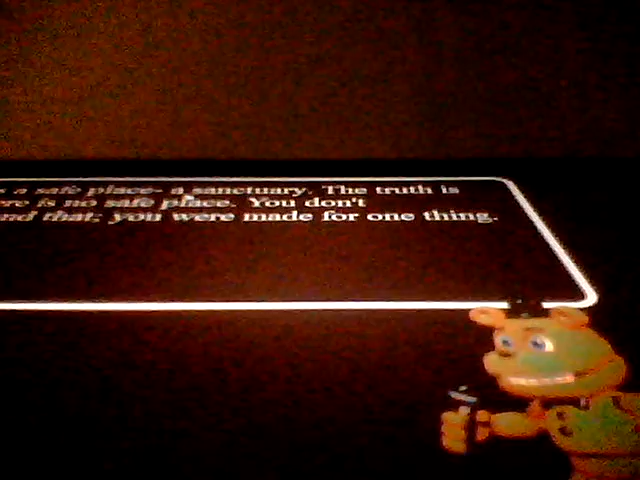 a safe place- a sanctuary. The truth is
is no safe place. You don't
that; you were made for one thing.